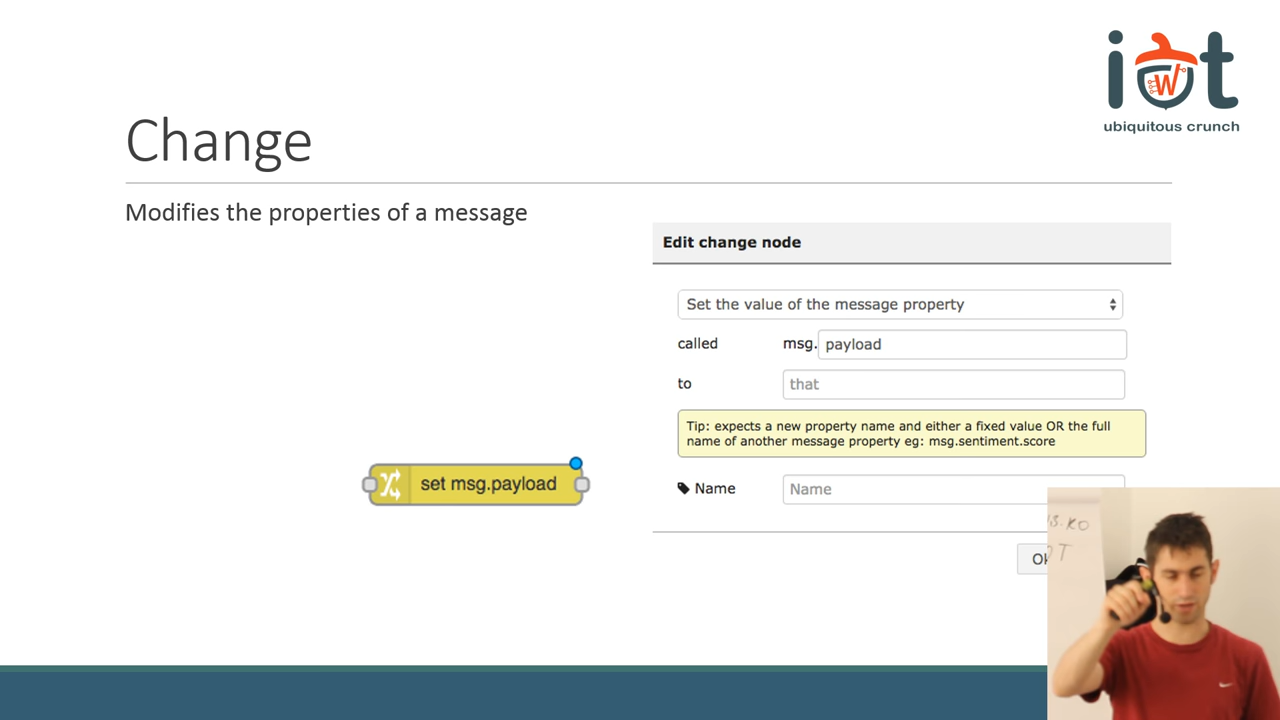 iot
W
ubiquitous crunch
Change
Modifies the properties of a message
Edit change node
Set the value of the message property
called msg. payload
to that
Tip: expects a new property name and either a fixed value OR the full
name of another message property eg: msg.sentiment.score
set msg.payload
Name Name